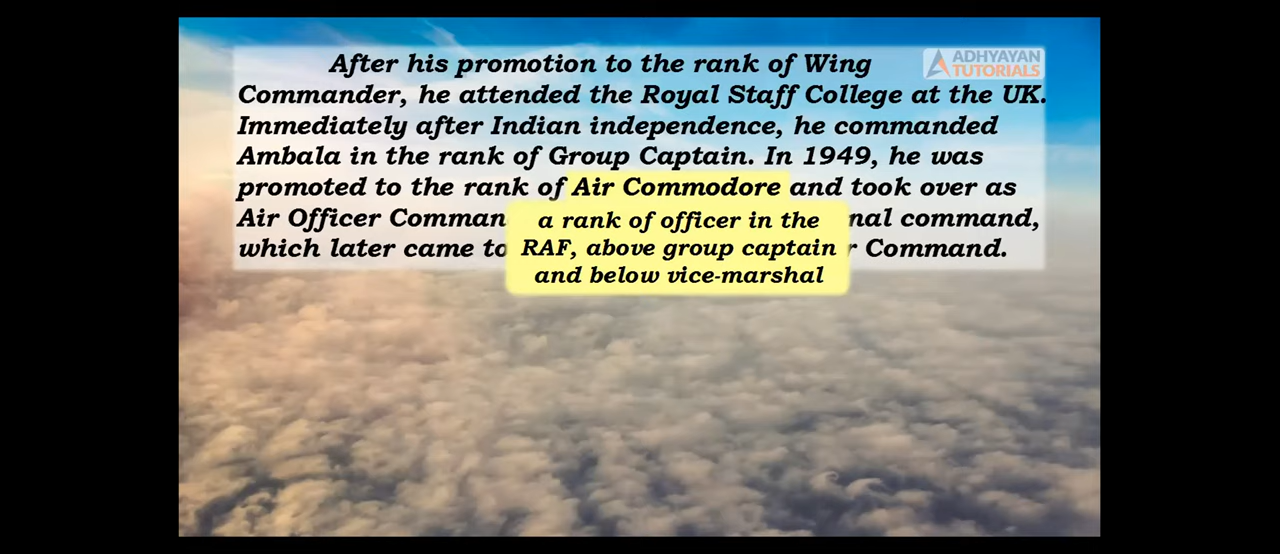 ADHYAYAN
TUTORIALS
After his promotion to the rank of Wing
Commander, he attended the Royal Staff College at the UK.
Immediately after Indian independence, he commanded
Ambala in the rank of Group Captain. In 1949, he was
promoted to the rank of Air Commodore and took over as
Air Officer command,
which later came to Command.
a rank of officer in the
RAF, above group captain
and below vice-marshal